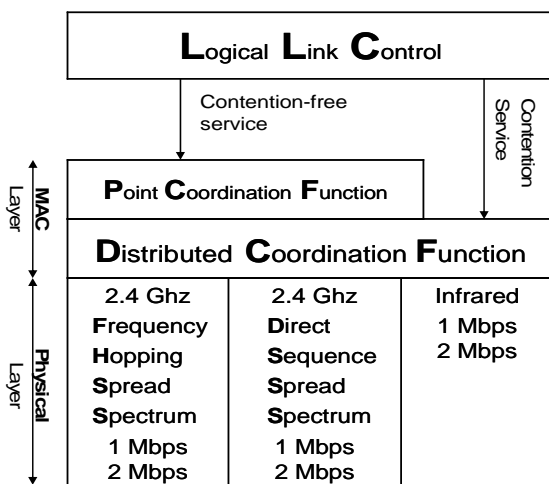 Logical Link Control
Contention-free
service
Contention
Service
Point Coordination Function
MAC
Layer
Distributed Coordination Function
2.4 Ghz
Frequency
Hopping
Spread
Spectrum
1 Mbps
2 Mbps
2.4 Ghz
Direct
Sequence
Spread
Spectrum
1 Mbps
2 Mbps
Infrared
1 Mbps
2 Mbps
Physical
Layer